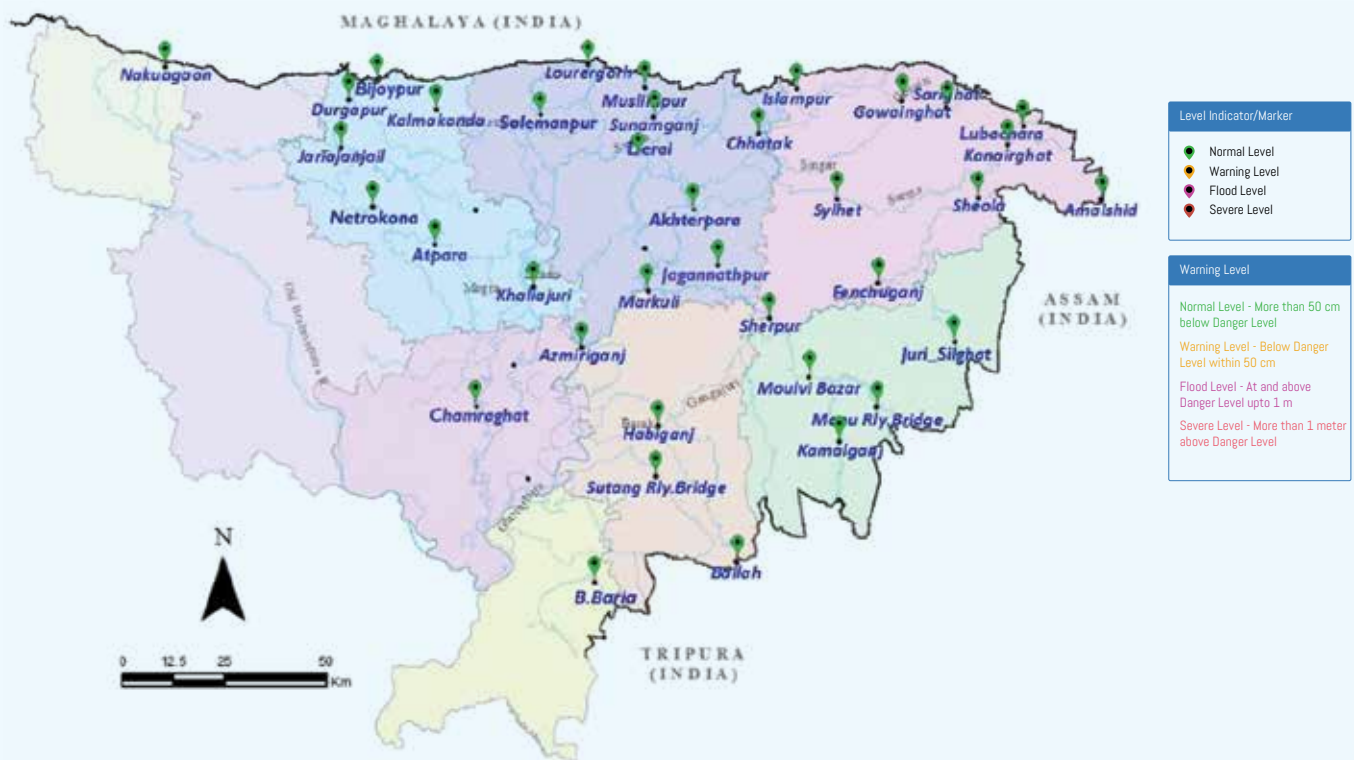 MAGHALAYA (INDIA)
Nakuagaon
Bijoypur
Lourergorh
Durgapur
Kalmakanda
Solemanpur
Muslimpur
Sunamganj
Islampur
Gowainghat
Sarighat
Lubachara
Kanairghat
Chhatak
Jariajanjail
Derai
Singar
Surma
Netrokona
Akhterpara
Sylhet
Sheola
Amalshid
Atpara
Khaliajuri
Jagannathpur
Markuli
Fenchuganj
Sherpur
ASSAM
(INDIA)
Azmiriganj
Juri_Silghat
Moulvi Bazar
Chamraghat
Manu Rly.Bridge
Habiganj
Kamalganj
Sutang Rly.Bridge
Ballah
B.Baria
N
TRIPURA
(INDIA)
0 12.5 25 50
Km
Level Indicator/Marker
Normal Level
Warning Level
Flood Level
Severe Level
Warning Level
Normal Level - More than 50 cm
below Danger Level
Warning Level - Below Danger
Level within 50 cm
Flood Level - At and above
Danger Level upto 1 m
Severe Level - More than 1 meter
above Danger Level